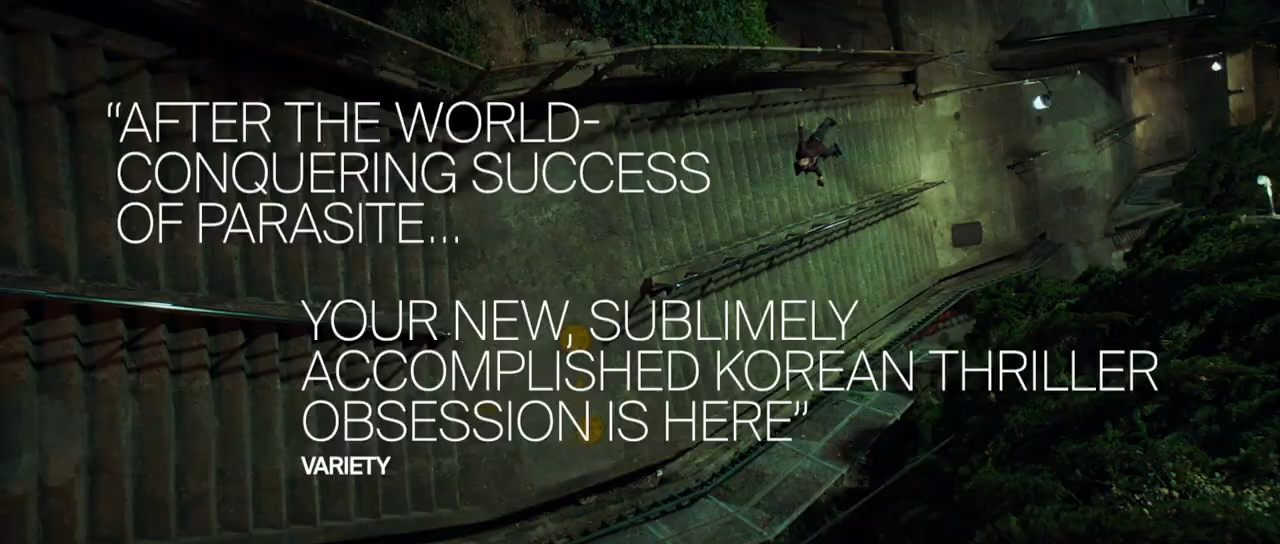 “AFTER THE WORLD-
CONQUERING SUCCESS
OF PARASITE...
YOUR NEW, SUBLIMELY
ACCOMPLISHED KOREAN THRILLER
OBSESSION IS HERE”
VARIETY